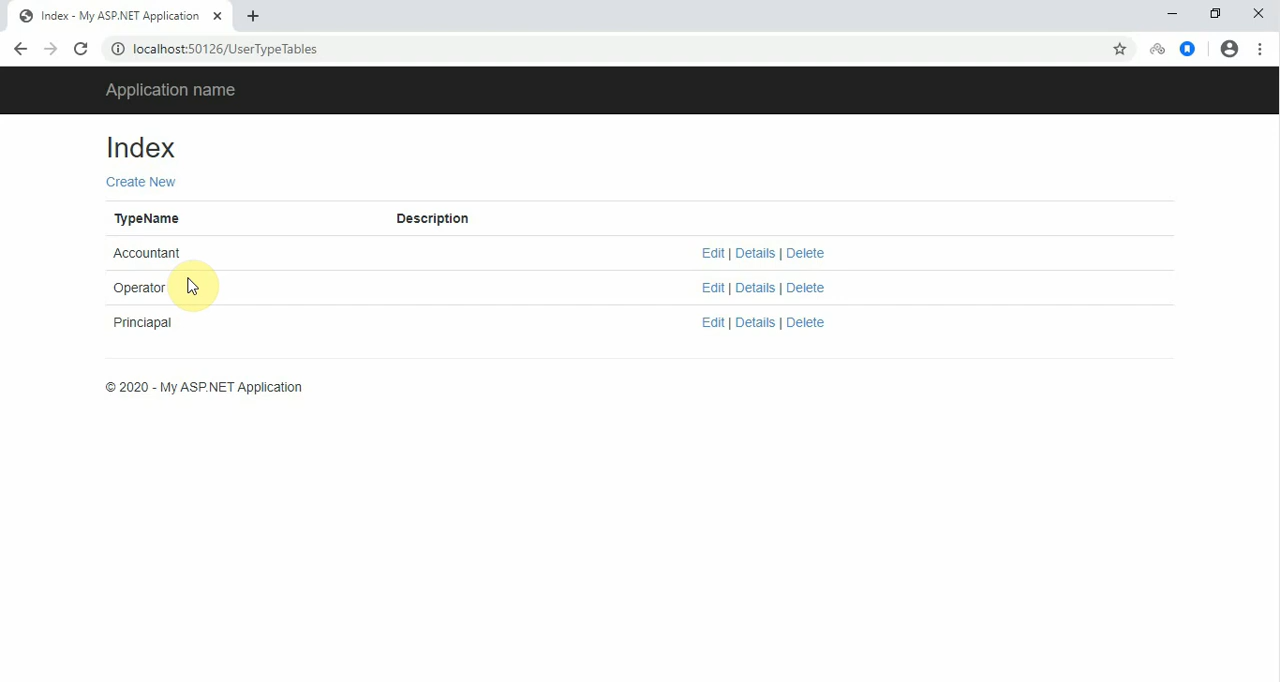 Index - My ASP.NET Application
localhost:50126/UserTypeTables
Application name
Index
Create New
TypeName Description
Accountant Edit | Details | Delete
Operator Edit | Details | Delete
Princiapal Edit | Details | Delete
© 2020 - My ASP.NET Application